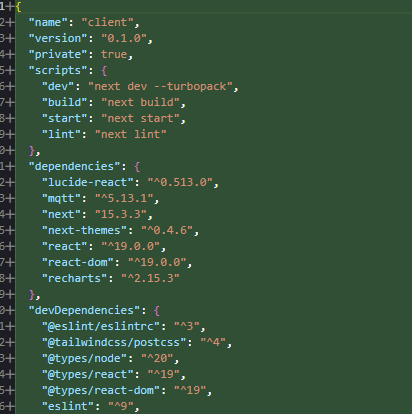 1+{
2+  "name": "client",
3+  "version": "0.1.0",
4+  "private": true,
5+  "scripts": {
6+    "dev": "next dev --turbopack",
7+    "build": "next build",
8+    "start": "next start",
9+    "lint": "next lint"
0+  },
1+  "dependencies": {
2+    "lucide-react": "^0.513.0",
3+    "mqtt": "^5.13.1",
4+    "next": "15.3.3",
5+    "next-themes": "^0.4.6",
6+    "react": "^19.0.0",
7+    "react-dom": "^19.0.0",
8+    "recharts": "^2.15.3"
9+  },
0+  "devDependencies": {
1+    "@eslint/eslintrc": "^3",
2+    "@tailwindcss/postcss": "^4",
3+    "@types/node": "^20",
4+    "@types/react": "^19",
5+    "@types/react-dom": "^19",
6+    "eslint": "^9",